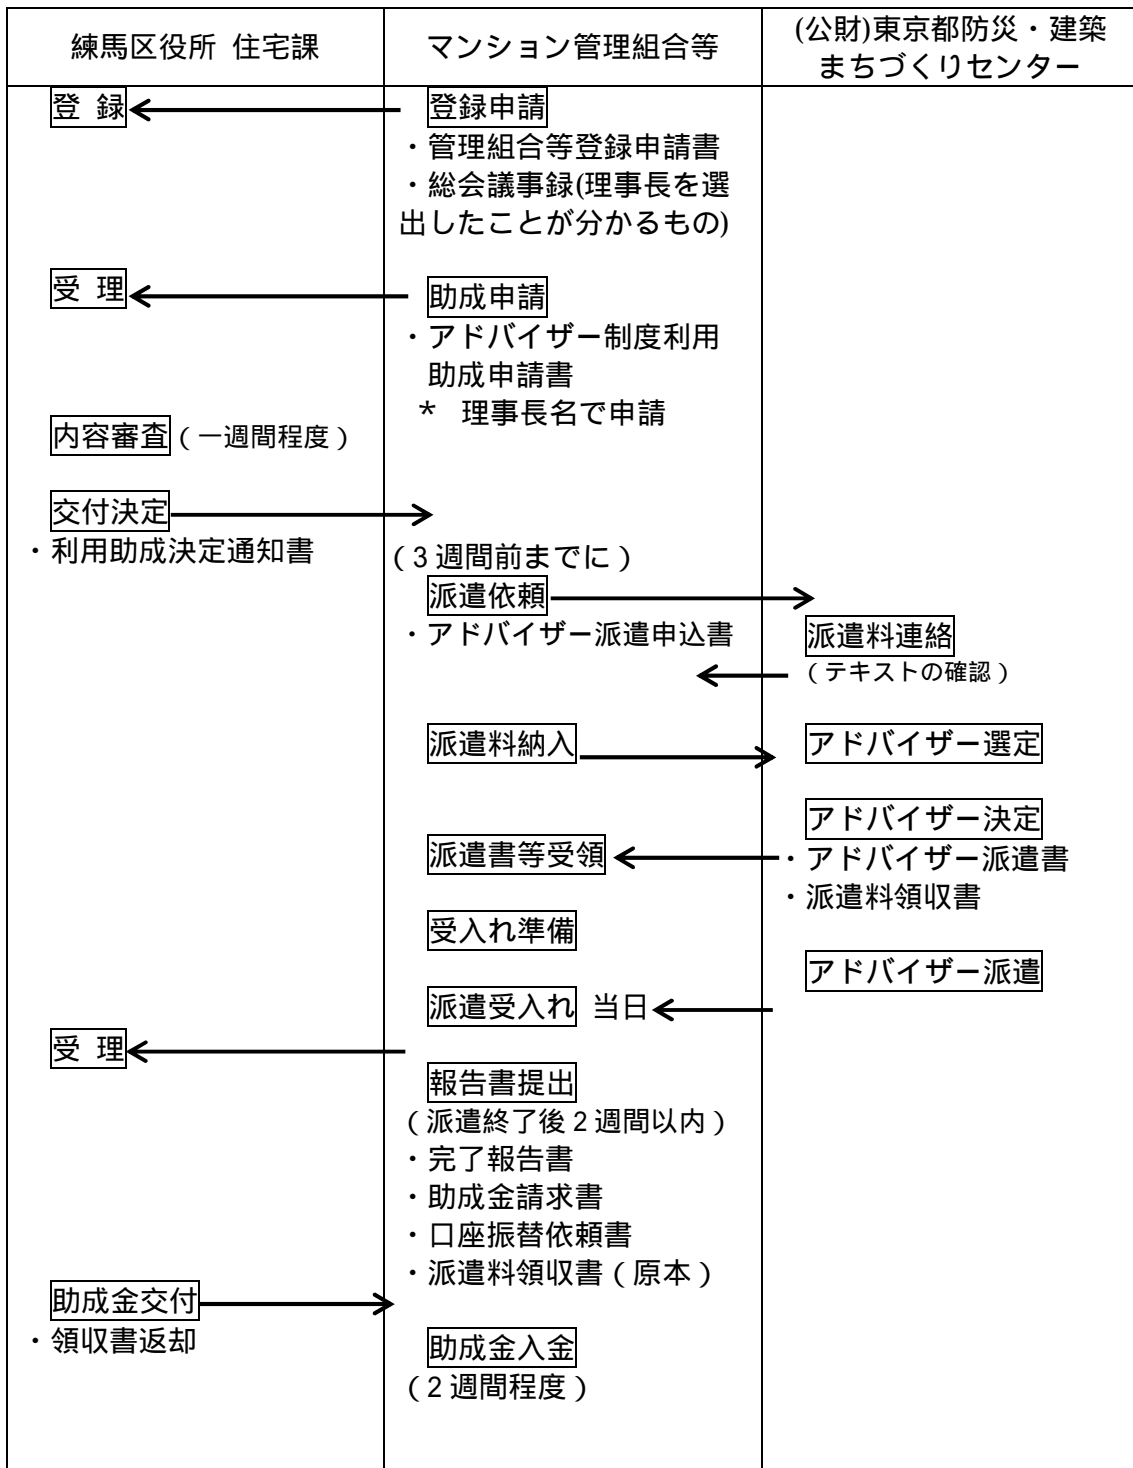 練馬区役所 住宅課
マンション管理組合等
(公財)東京都防災・建築
まちづくりセンター
登 録
登録申請
・管理組合等登録申請書
・総会議事録(理事長を選
出したことが分かるもの)
受 理
助成申請
・アドバイザー制度利用
助成申請書
* 理事長名で申請
内容審査(一週間程度)
交付決定
・利用助成決定通知書
(3週間前までに)
派遣依頼
・アドバイザー派遣申込書
派遣料連絡
(テキストの確認)
派遣料納入
アドバイザー選定
アドバイザー決定
派遣書等受領
・アドバイザー派遣書
・派遣料領収書
受入れ準備
アドバイザー派遣
派遣受入れ 当日
受 理
報告書提出
(派遣終了後2週間以内)
・完了報告書
・助成金請求書
・口座振替依頼書
・派遣料領収書(原本)
助成金交付
・領収書返却
助成金入金
(2週間程度)